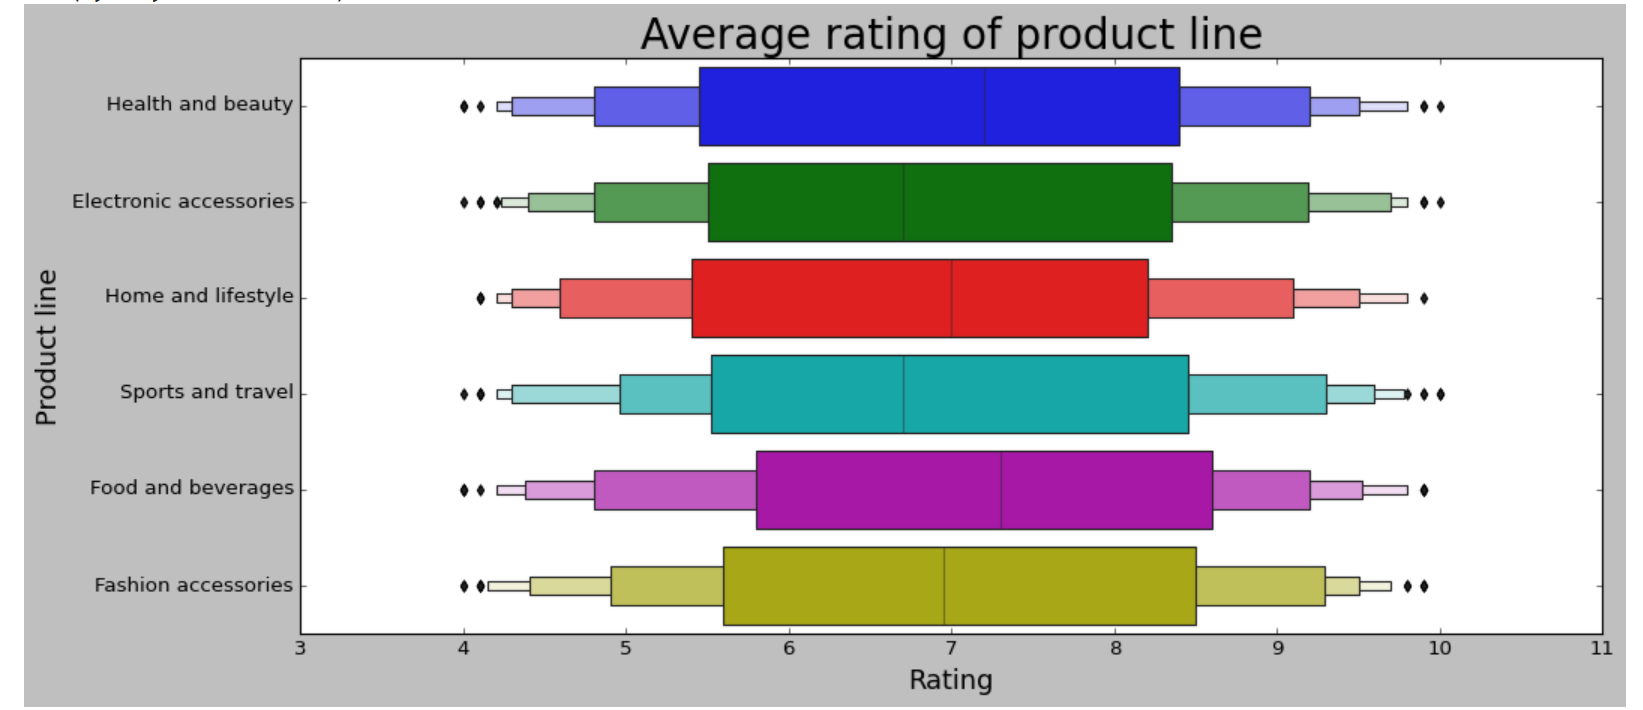 Average rating of product line
Product line
Health and beauty
Electronic accessories
Home and lifestyle
Sports and travel
Food and beverages
Fashion accessories
3 4 5 6 7 8 9 10 11
Rating